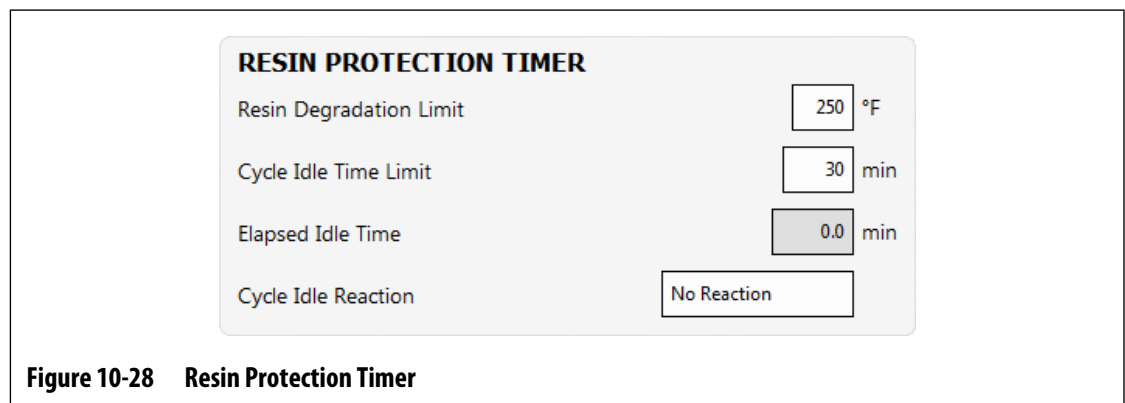 RESIN PROTECTION TIMER
Resin Degradation Limit 250 °F
Cycle Idle Time Limit 30 min
Elapsed Idle Time 0.0 min
Cycle Idle Reaction No Reaction
Figure 10-28 Resin Protection Timer